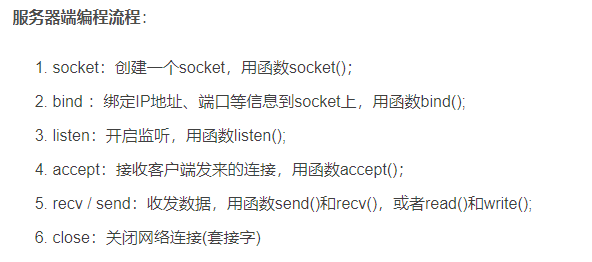 服务器端编程流程：
1. socket：创建一个socket，用函数socket()；
2. bind ：绑定IP地址、端口等信息到socket上，用函数bind();
3. listen：开启监听，用函数listen();
4. accept：接收客户端发来的连接，用函数accept()；
5. recv / send：收发数据，用函数send()和recv()，或者read()和write();
6. close：关闭网络连接(套接字)